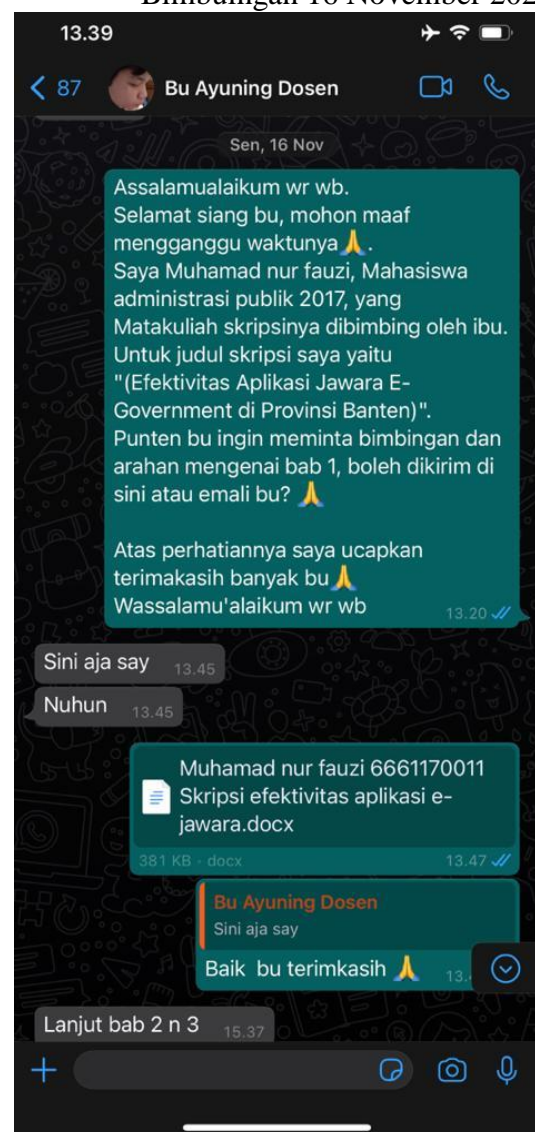 Bimbuingan 16 November 202
13.39
87
Bu Ayuning Dosen
Sen, 16 Nov
Assalamualaikum wr wb.
Selamat siang bu, mohon maaf
mengganggu waktunya🙏.
Saya Muhamad nur fauzi, Mahasiswa
administrasi publik 2017, yang
Matakuliah skripsinya dibimbing oleh ibu.
Untuk judul skripsi saya yaitu
"(Efektivitas Aplikasi Jawara E-
Government di Provinsi Banten)".
Punten bu ingin meminta bimbingan dan
arahan mengenai bab 1, boleh dikirim di
sini atau emali bu? 🙏
Atas perhatiannya saya ucapkan
terimakasih banyak bu🙏
Wassalamu'alaikum wr wb
13.20
Sini aja say 13.45
Nuhun 13.45
Muhamad nur fauzi 6661170011
Skripsi efektivitas aplikasi e-
jawara.docx
381 KB · docx 13.47
Bu Ayuning Dosen
Sini aja say
Baik bu terimkasih 🙏 13.
Lanjut bab 2 n 3 15.37